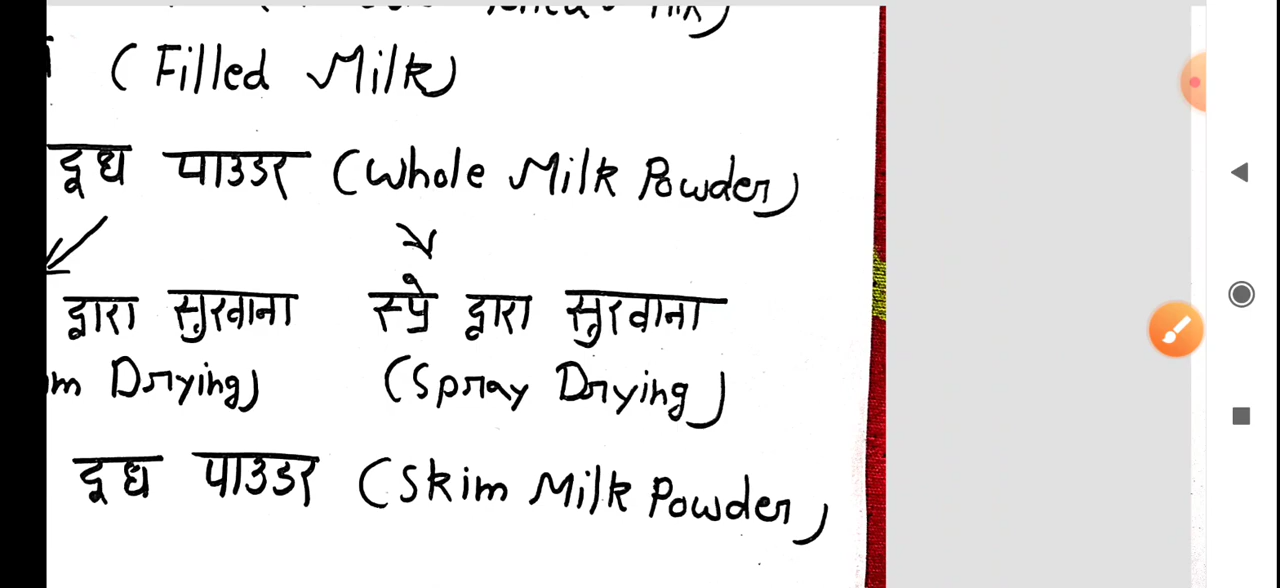 (Filled Milk)
दूध पाउडर (Whole Milk Powder)
द्वारा सुखाना स्प्रे द्वारा सुखाना
m Drying) (Spray Drying)
दूध पाउडर (Skim Milk Powder)